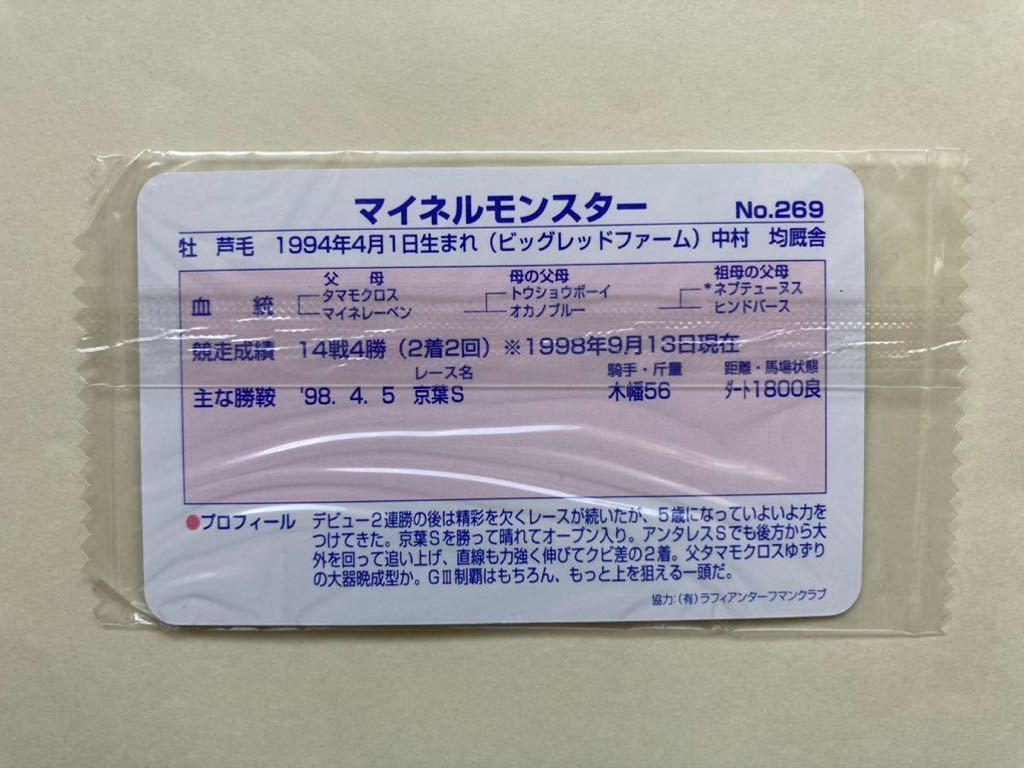 マイネルモンスター No.269
牡 芦毛 1994年4月1日生まれ（ビッグレッドファーム）中村 均厩舎
父 母 母の父母 祖母の父母
血 統 タマモクロス トウショウボーイ *ネプテューヌス
マイネレーベン オカノブルー ヒンドバース
競走成績 14戦4勝（2着2回）※1998年9月13日現在
レース名 騎手・斤量 距離・馬場状態
主な勝鞍 '98. 4. 5 京葉S 木幡56 ダート1800良
●プロフィール デビュー2連勝の後は精彩を欠くレースが続いたが、5歳になっていよいよ力を
つけてきた。京葉Sを勝って晴れてオープン入り。アンタレスSでも後方から大
外を回って追い上げ、直線も力強く伸びてクビ差の2着。父タマモクロスゆずり
の大器晩成型か。GⅢ制覇はもちろん、もっと上を狙える一頭だ。
協力:（有）ラフィアンターフマンクラブ